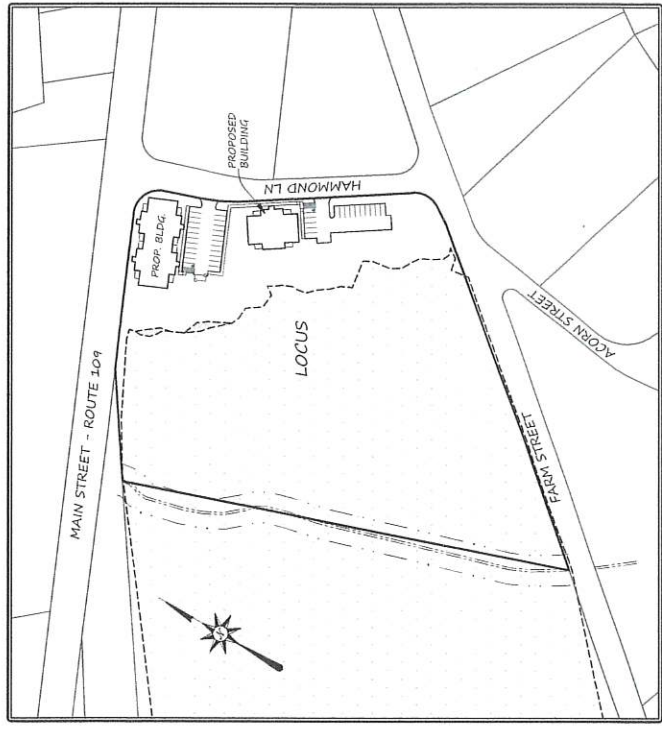 MAIN STREET - ROUTE 109
PROP. BLDG.
PROPOSED
BUILDING
HAMMOND LN
LOCUS
ACORN STREET
FARM STREET